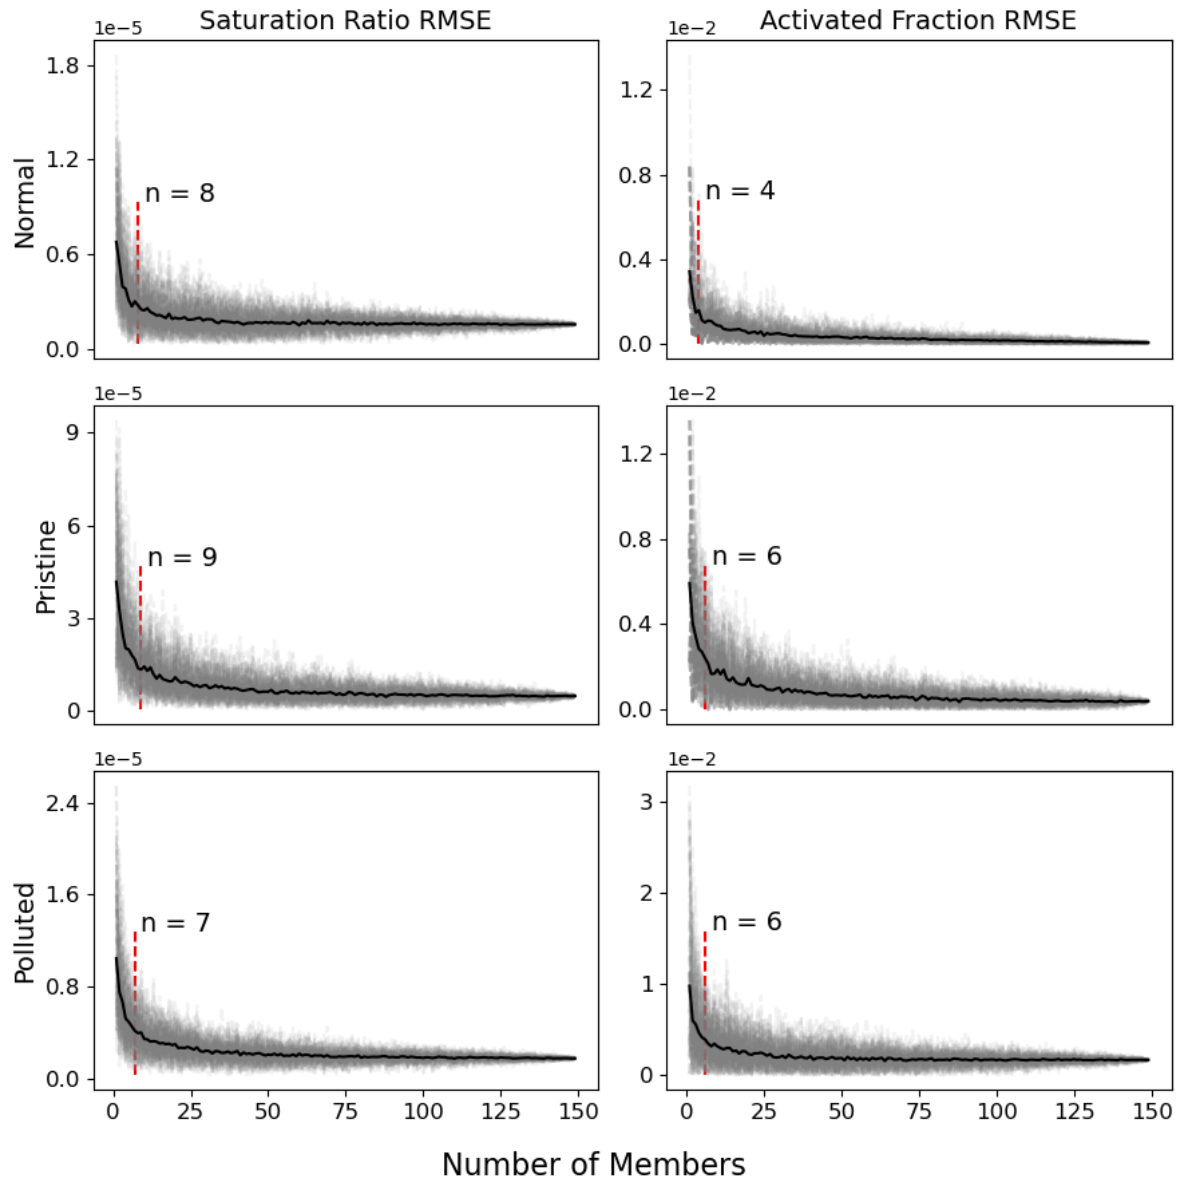 Saturation Ratio RMSE
Activated Fraction RMSE
1e−5
1.8
1.2
0.6
0.0
Normal
n = 8
1e−2
1.2
0.8
0.4
0.0
n = 4
1e−5
9
6
3
0
Pristine
n = 9
1e−2
1.2
0.8
0.4
0.0
n = 6
1e−5
2.4
1.6
0.8
0.0
Polluted
n = 7
0 25 50 75 100 125 150
1e−2
3
2
1
0
n = 6
0 25 50 75 100 125 150
Number of Members